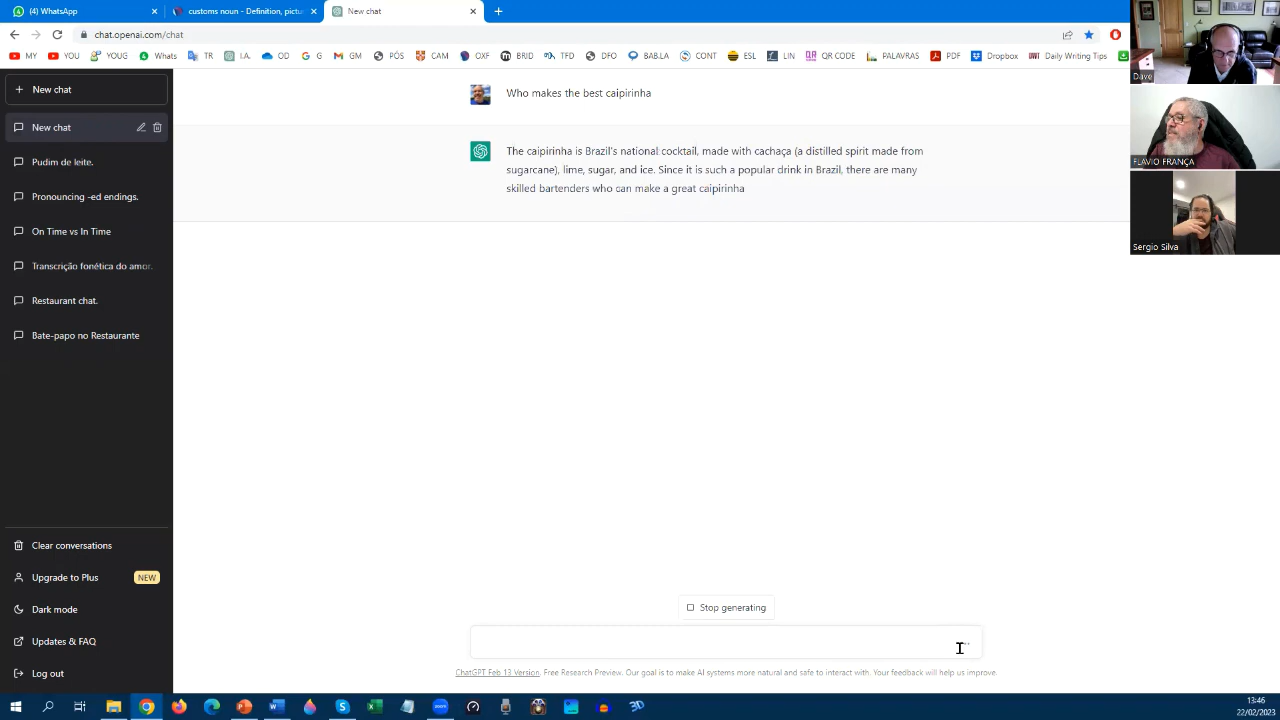 (4) WhatsApp
customs noun - Definition, pictu
New chat
chat.openai.com/chat
MY
YOU
YOUG
Whats
TR
I.A.
OD
G
GM
PÓS
CAM
OXF
BRID
TFD
DFO
BAB.LA
CONT
ESL
LIN
QR CODE
PALAVRAS
PDF
Dropbox
Daily Writing Tips
New chat
New chat
Pudim de leite.
Pronouncing -ed endings.
On Time vs In Time
Transcrição fonética do amor.
Restaurant chat.
Bate-papo no Restaurante
Clear conversations
Upgrade to Plus NEW
Dark mode
Updates & FAQ
Log out
Who makes the best caipirinha
The caipirinha is Brazil's national cocktail, made with cachaça (a distilled spirit made from
sugarcane), lime, sugar, and ice. Since it is such a popular drink in Brazil, there are many
skilled bartenders who can make a great caipirinha
Stop generating
ChatGPT Feb 13 Version. Free Research Preview. Our goal is to make AI systems more natural and safe to interact with. Your feedback will help us improve.
Dave
FLAVIO FRANÇA
Sergio Silva
13:46
22/02/2023